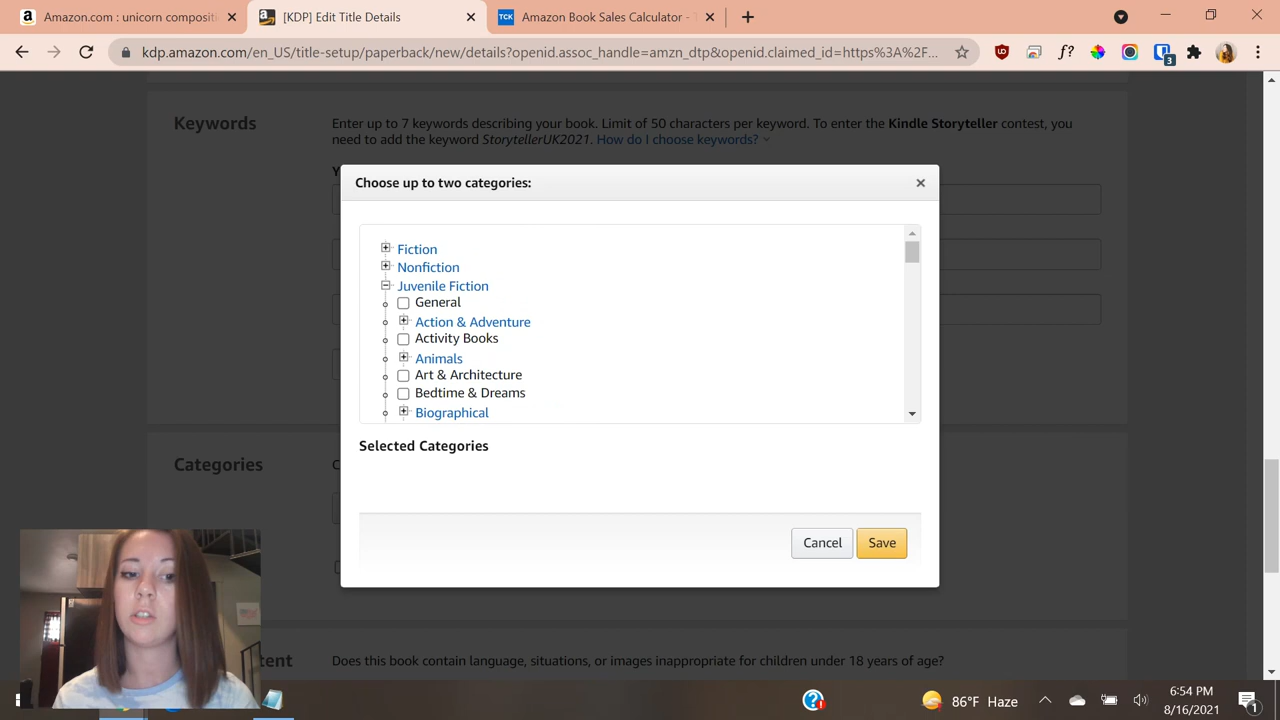 Amazon.com : unicorn compositi
[KDP] Edit Title Details
TCK
Amazon Book Sales Calculator -
kdp.amazon.com/en_US/title-setup/paperback/new/details?openid.assoc_handle=amzn_dtp&openid.claimed_id=https%3A%2F...
f?
3
Keywords
Enter up to 7 keywords describing your book. Limit of 50 characters per keyword. To enter the Kindle Storyteller contest, you
need to add the keyword StorytellerUK2021. How do I choose keywords?
Choose up to two categories:
Fiction
Nonfiction
Juvenile Fiction
General
Action & Adventure
Activity Books
Animals
Art & Architecture
Bedtime & Dreams
Biographical
Selected Categories
Categories
Cancel
Save
tent
Does this book contain language, situations, or images inappropriate for children under 18 years of age?
86°F Haze
6:54 PM
8/16/2021
1